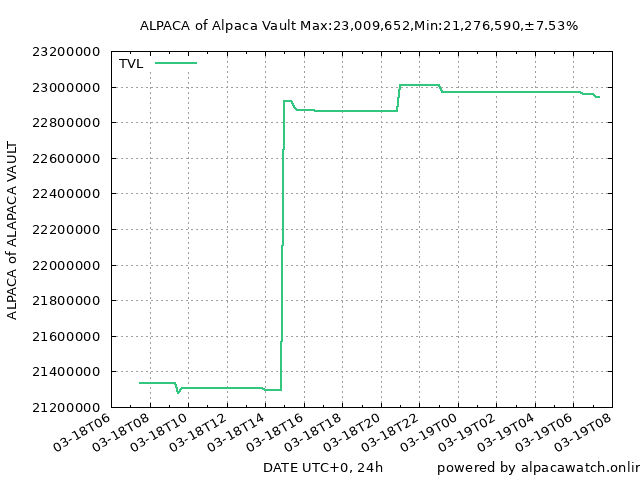 ALPACA of Alpaca Vault Max:23,009,652,Min:21,276,590,±7.53%
TVL
ALPACA of ALAPACA VAULT
23200000
23000000
22800000
22600000
22400000
22200000
22000000
21800000
21600000
21400000
21200000
03-18T06
03-18T08
03-18T10
03-18T12
03-18T14
03-18T16
03-18T18
03-18T20
03-18T22
03-19T00
03-19T02
03-19T04
03-19T06
03-19T08
DATE UTC+0, 24h
powered by alpacawatch.onlin